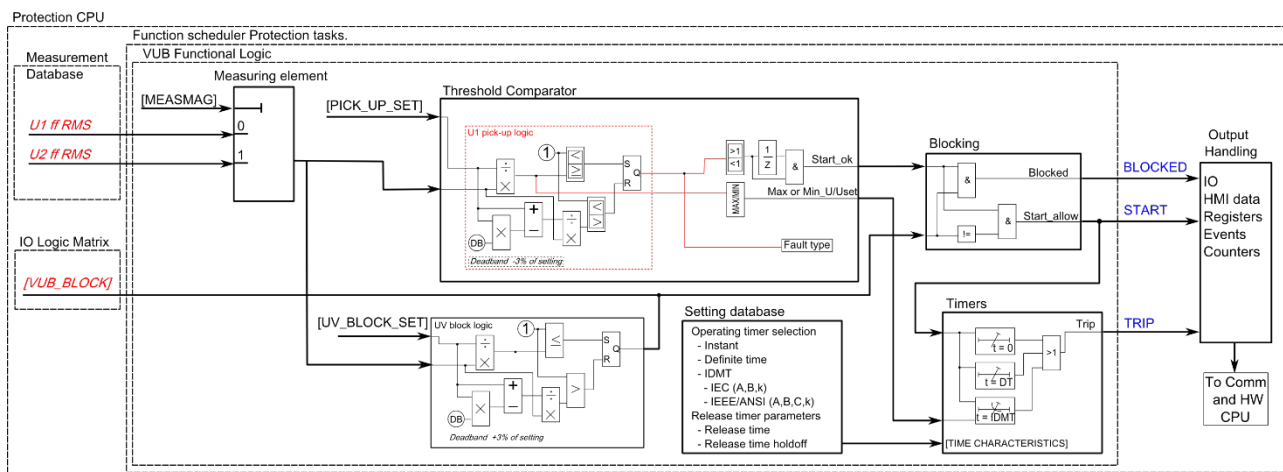 Protection CPU
Function scheduler Protection tasks.
VUB Functional Logic
Measurement
Database
Measuring element
[MEASMAG]
U1 ff RMS
U2 ff RMS
0
1
[PICK_UP_SET]
Threshold Comparator
U1 pick-up logic
÷
×
1
<
>
S
R
Q
+
−
÷
×
<
>
DB
×
Deadband -3% of setting
>1
<1
1
Z
&
Start_ok
MAX/MIN
Max or Min_U/Uset
Fault type
Blocking
&
Blocked
&
Start_allow
!=
BLOCKED
START
TRIP
Output
Handling
IO
HMI data
Registers
Events
Counters
To Comm
and HW
CPU
IO Logic Matrix
[VUB_BLOCK]
[UV_BLOCK_SET]
UV block logic
÷
×
1
≤
S
R
Q
+
−
÷
×
>
DB
×
Deadband +3% of setting
Setting database
Operating timer selection
- Instant
- Definite time
- IDMT
- IEC (A,B,k)
- IEEE/ANSI (A,B,C,k)
Release timer parameters
- Release time
- Release time holdoff
Timers
t = 0
t = DT
t = IDMT
>1
Trip
[TIME CHARACTERISTICS]